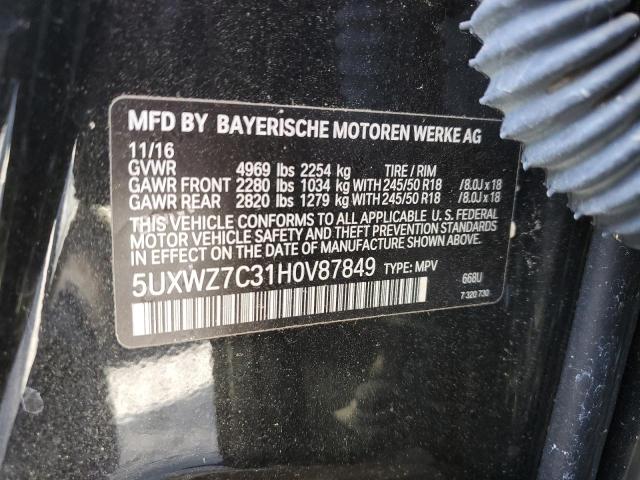 MFD BY BAYERISCHE MOTOREN WERKE AG
11/16
GVWR 4969 lbs 2254 kg TIRE / RIM
GAWR FRONT 2280 lbs 1034 kg WITH 245/50 R18 /8.0J x 18
GAWR REAR 2820 lbs 1279 kg WITH 245/50 R18 /8.0J x 18
THIS VEHICLE CONFORMS TO ALL APPLICABLE U. S. FEDERAL
MOTOR VEHICLE SAFETY AND THEFT PREVENTION STANDARDS
IN EFFECT ON THE DATE OF MANUFACTURE SHOWN ABOVE.
5UXWZ7C31H0V87849 TYPE: MPV 668U
7 320 730